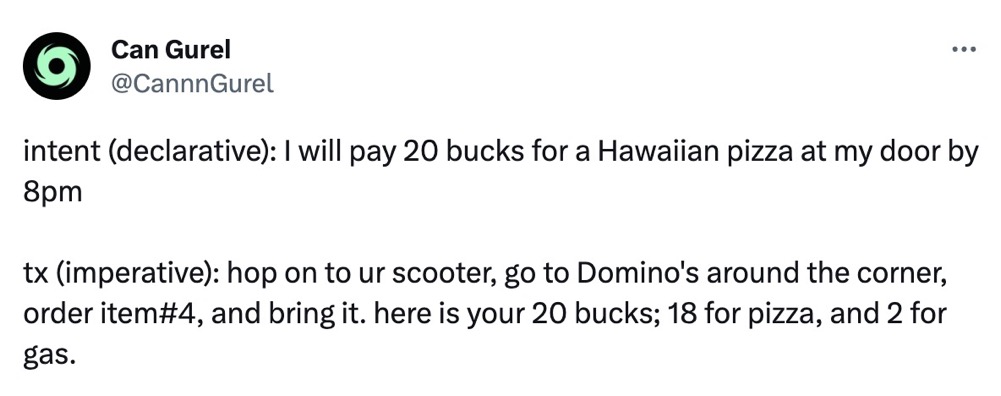 Can Gurel
@CannnGurel
intent (declarative): I will pay 20 bucks for a Hawaiian pizza at my door by
8pm
tx (imperative): hop on to ur scooter, go to Domino's around the corner,
order item#4, and bring it. here is your 20 bucks; 18 for pizza, and 2 for
gas.